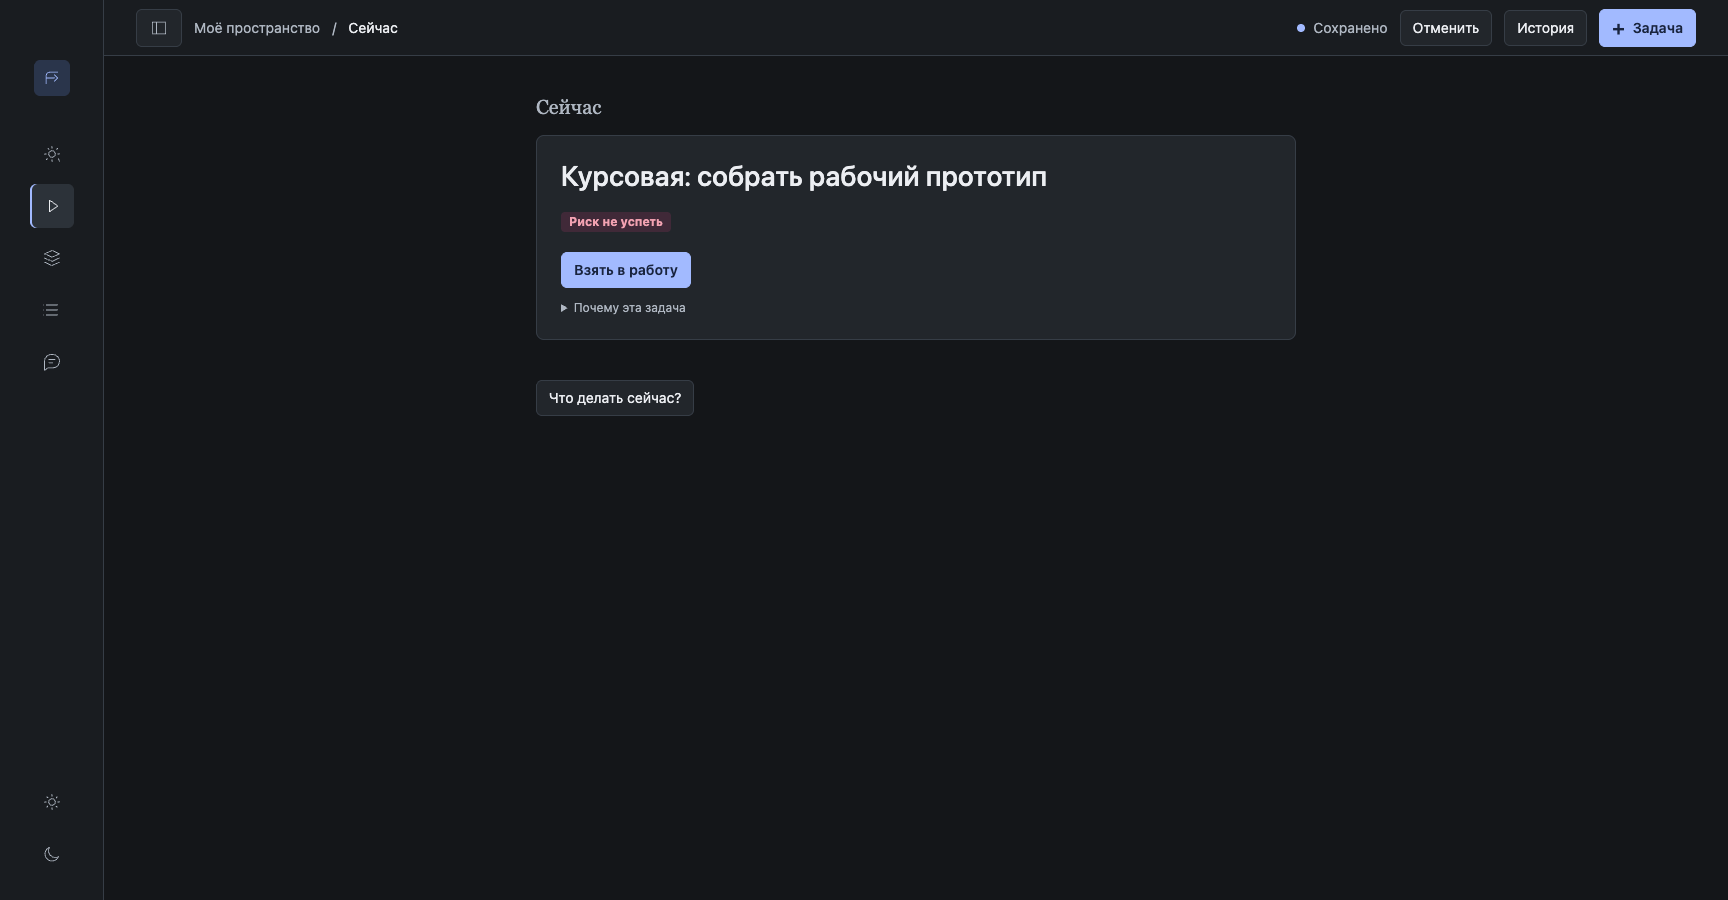 Моё пространство / Сейчас
Сохранено
Отменить
История
+ Задача
Сейчас
Курсовая: собрать рабочий прототип
Риск не успеть
Взять в работу
Почему эта задача
Что делать сейчас?